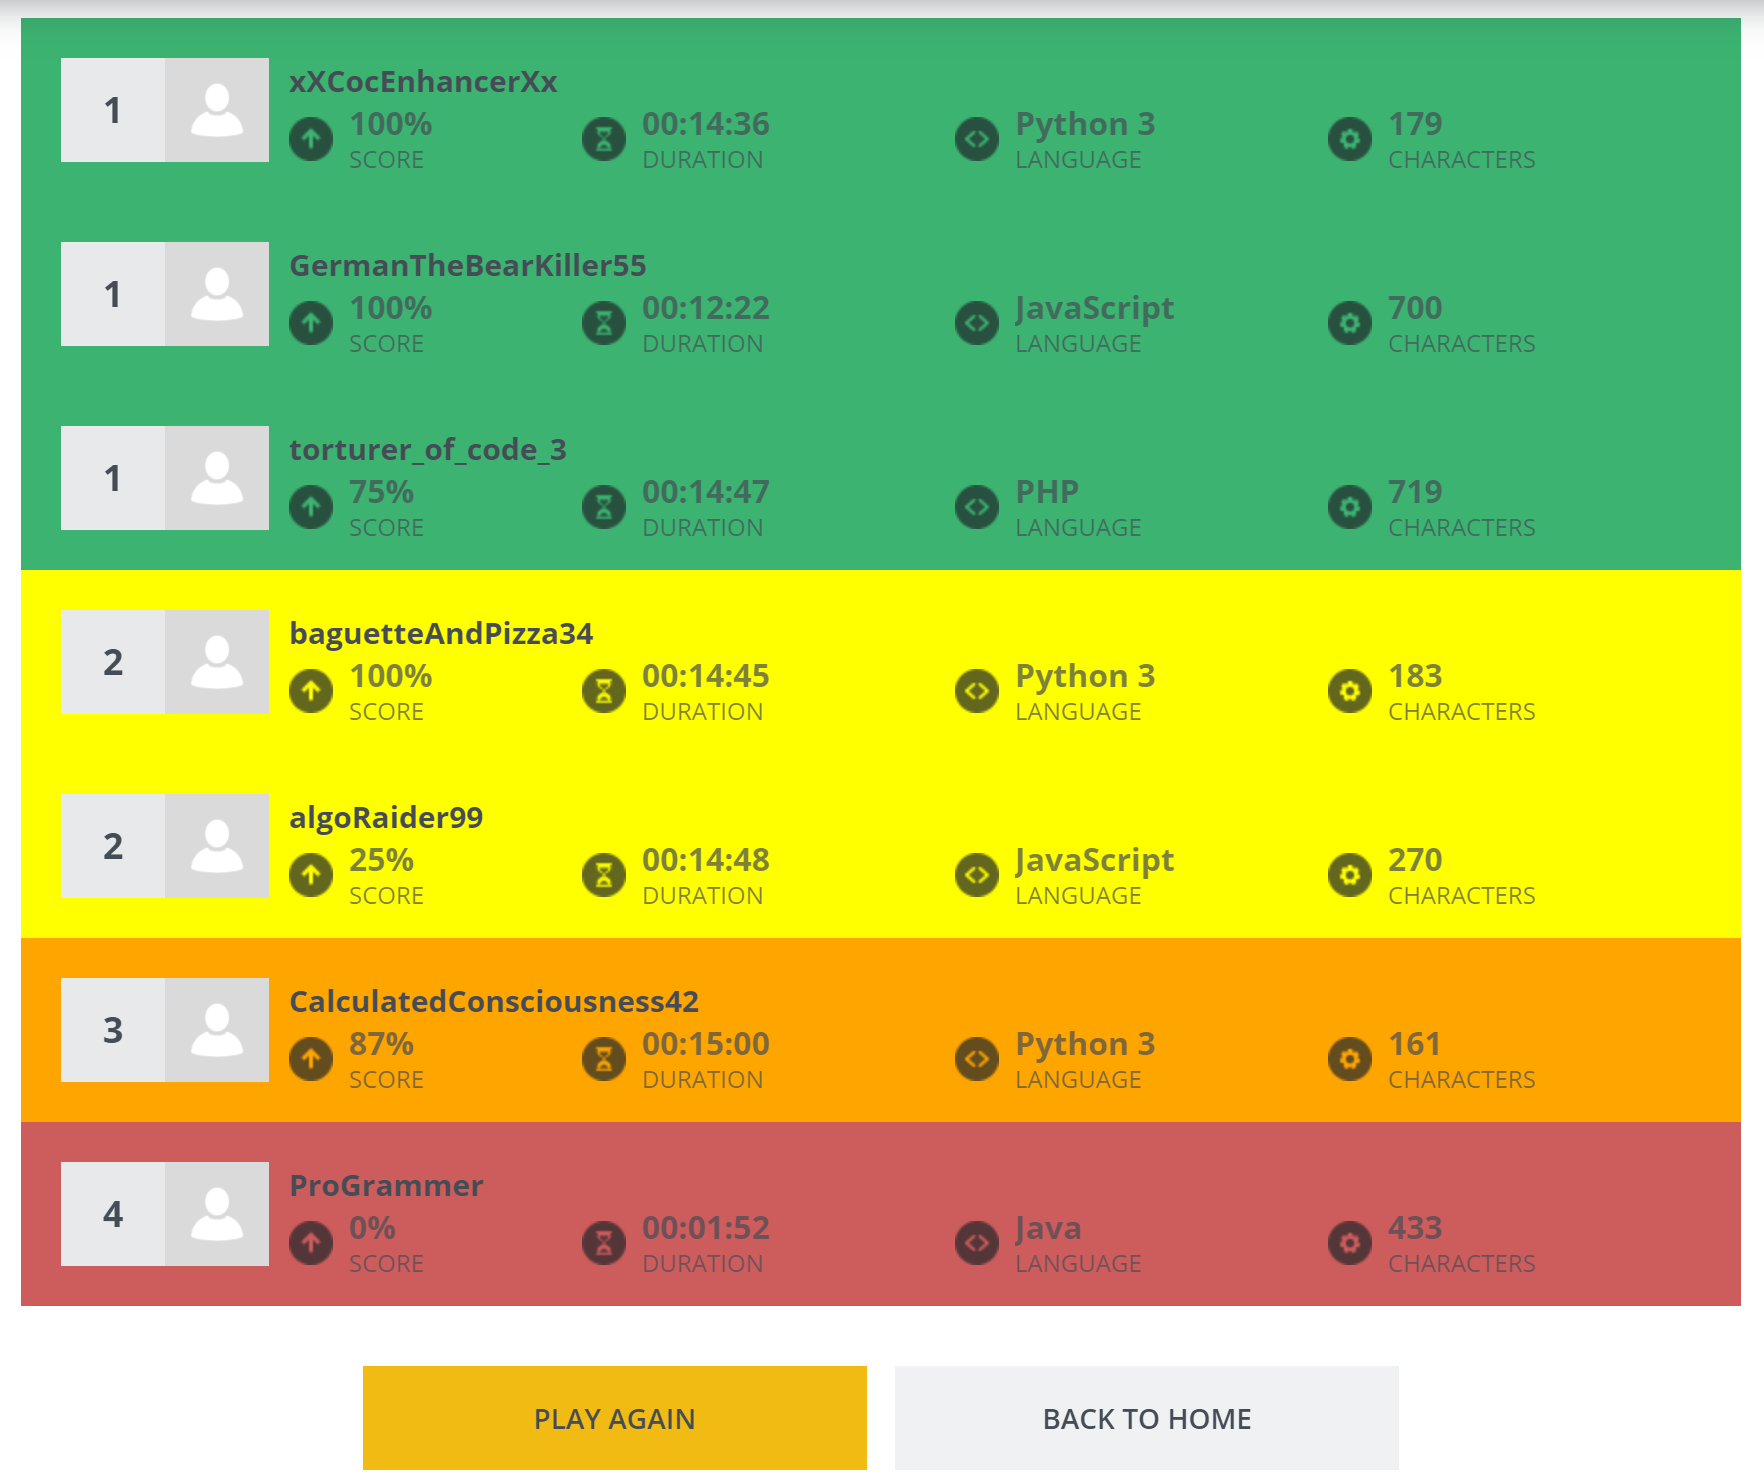 1
xXCocEnhancerXx
100% 00:14:36 Python 3 179
SCORE DURATION LANGUAGE CHARACTERS
1
GermanTheBearKiller55
100% 00:12:22 JavaScript 700
SCORE DURATION LANGUAGE CHARACTERS
1
torturer_of_code_3
75% 00:14:47 PHP 719
SCORE DURATION LANGUAGE CHARACTERS
2
baguetteAndPizza34
100% 00:14:45 Python 3 183
SCORE DURATION LANGUAGE CHARACTERS
2
algoRaider99
25% 00:14:48 JavaScript 270
SCORE DURATION LANGUAGE CHARACTERS
3
CalculatedConsciousness42
87% 00:15:00 Python 3 161
SCORE DURATION LANGUAGE CHARACTERS
4
ProGrammer
0% 00:01:52 Java 433
SCORE DURATION LANGUAGE CHARACTERS
PLAY AGAIN BACK TO HOME